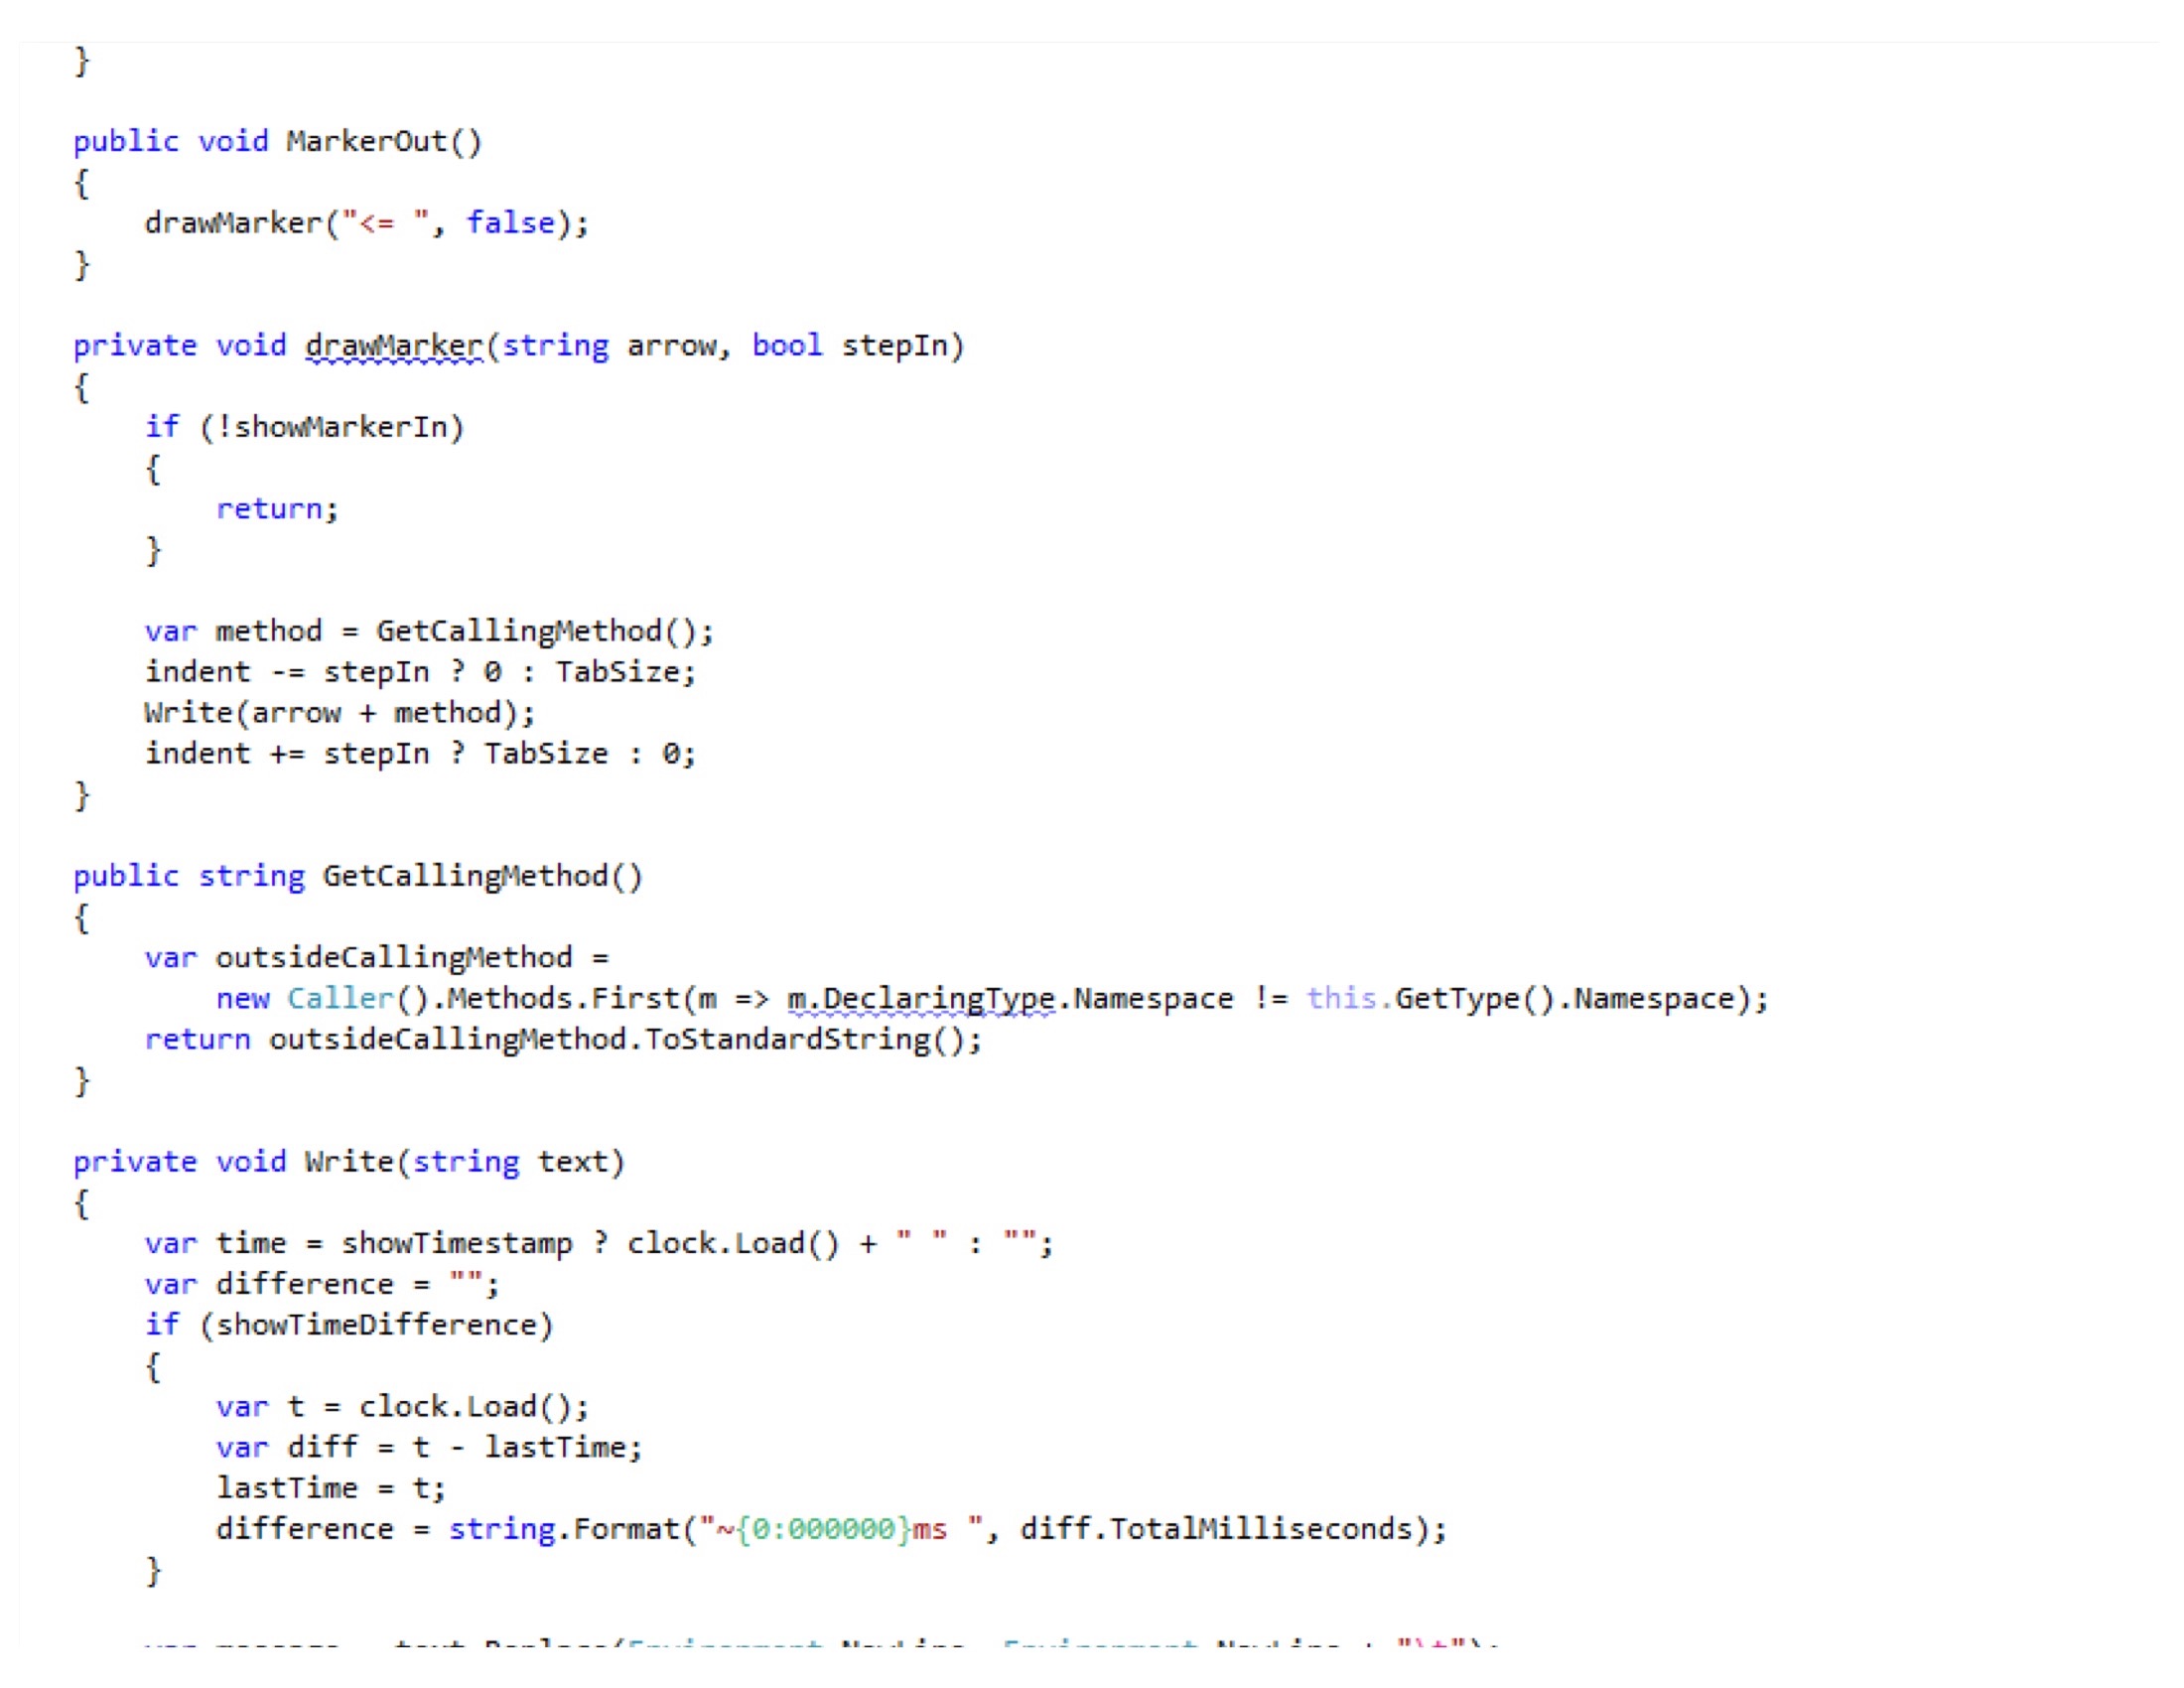 }
public void MarkerOut()
{
    drawMarker("<= ", false);
}
private void drawMarker(string arrow, bool stepIn)
{
    if (!showMarkerIn)
    {
        return;
    }
    var method = GetCallingMethod();
    indent -= stepIn ? 0 : TabSize;
    Write(arrow + method);
    indent += stepIn ? TabSize : 0;
}
public string GetCallingMethod()
{
    var outsideCallingMethod =
        new Caller().Methods.First(m => m.DeclaringType.Namespace != this.GetType().Namespace);
    return outsideCallingMethod.ToStandardString();
}
private void Write(string text)
{
    var time = showTimestamp ? clock.Load() + " " : "";
    var difference = "";
    if (showTimeDifference)
    {
        var t = clock.Load();
        var diff = t - lastTime;
        lastTime = t;
        difference = string.Format("~{0:000000}ms ", diff.TotalMilliseconds);
    }